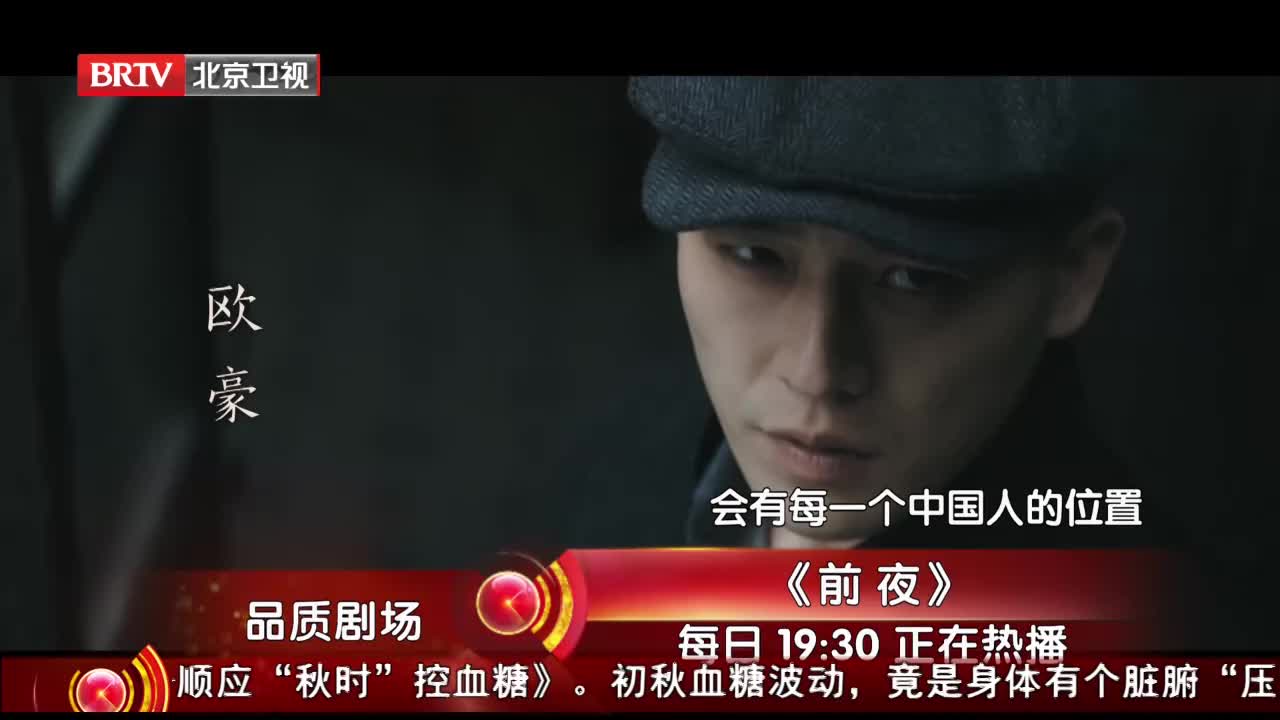 BRTV 北京卫视
欧豪
会有每一个中国人的位置
品质剧场
《前 夜》
每日 19:30 正在热播
顺应“秋时”控血糖》。初秋血糖波动，竟是身体有个脏腑“压